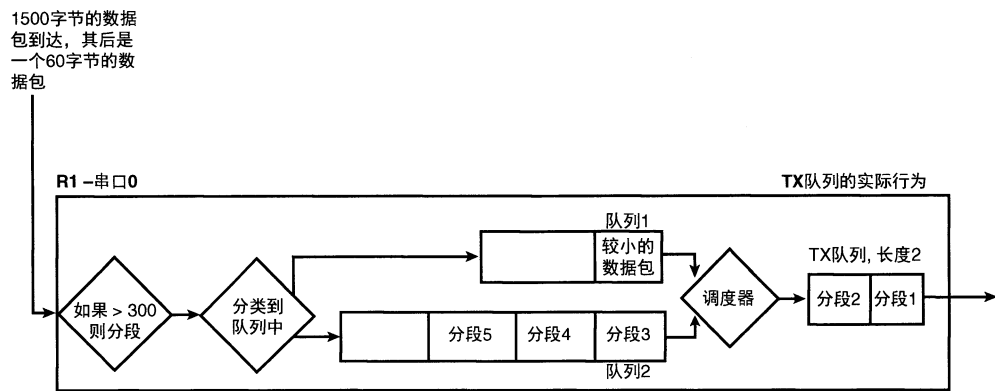 1500字节的数据
包到达，其后是
一个60字节的数
据包
R1 –串口0
TX队列的实际行为
队列1
较小的
数据包
TX队列, 长度2
如果 > 300
则分段
分类到
队列中
调度器
分段2
分段1
分段5
分段4
分段3
队列2